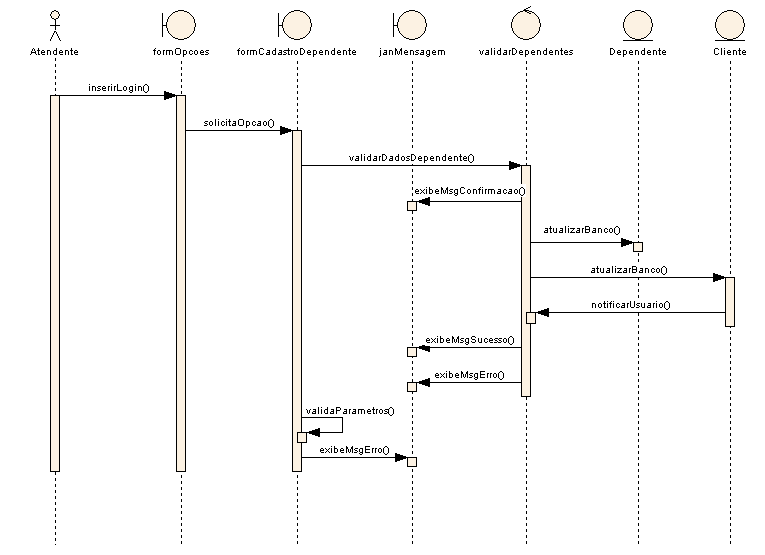 Atendente
formOpcoes
formCadastroDependente
janMensagem
validarDependentes
Dependente
Cliente
inserirLogin()
solicitaOpcao()
validarDadosDependente()
exibeMsgConfirmacao()
atualizarBanco()
atualizarBanco()
notificarUsuario()
exibeMsgSucesso()
exibeMsgErro()
validaParametros()
exibeMsgErro()